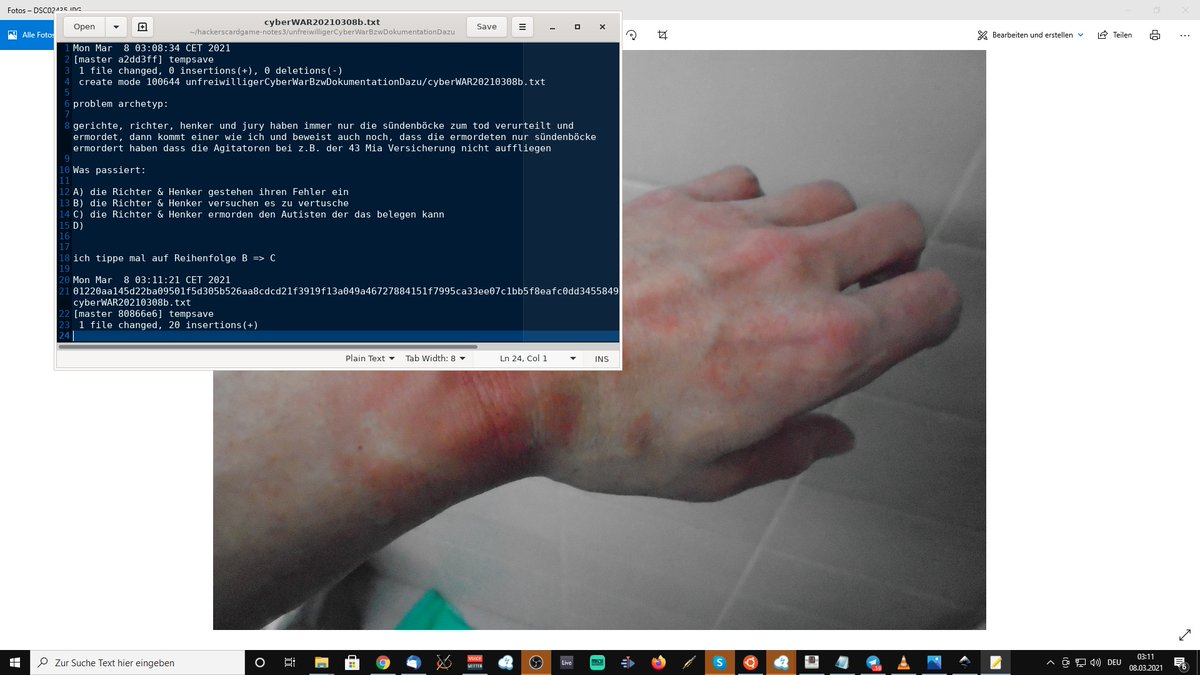 Fotos – DSC02435.JPG
Alle Fotos
Bearbeiten und erstellen
Teilen
Open
cyberWAR20210308b.txt
~/hackerscardgame-notes3/unfreiwilligerCyberWarBzwDokumentationDazu
Save
1 Mon Mar  8 03:08:34 CET 2021
2 [master a2dd3ff] tempsave
3  1 file changed, 0 insertions(+), 0 deletions(-)
4  create mode 100644 unfreiwilligerCyberWarBzwDokumentationDazu/cyberWAR20210308b.txt
5
6 problem archetyp:
7
8 gerichte, richter, henker und jury haben immer nur die sündenböcke zum tod verurteilt und
ermordet, dann kommt einer wie ich und beweist auch noch, dass die ermordeten nur sündenböcke
ermordert haben dass die Agitatoren bei z.B. der 43 Mia Versicherung nicht auffliegen
9
10 Was passiert:
11
12 A) die Richter & Henker gestehen ihren Fehler ein
13 B) die Richter & Henker versuchen es zu vertusche
14 C) die Richter & Henker ermorden den Autisten der das belegen kann
15 D)
16
17
18 ich tippe mal auf Reihenfolge B => C
19
20 Mon Mar  8 03:11:21 CET 2021
21 01220aa145d22ba09501f5d305b526aa8cdcd21f3919f13a049a46727884151f7995ca33ee07c1bb5f8eafc0dd3455849
cyberWAR20210308b.txt
22 [master 80866e6] tempsave
23  1 file changed, 20 insertions(+)
24
Plain Text
Tab Width: 8
Ln 24, Col 1
INS
Zur Suche Text hier eingeben
Live
DEU
03:11
08.03.2021
6